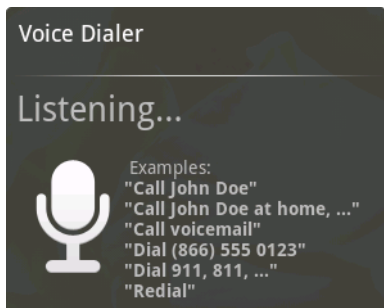 Voice Dialer
Listening...
Examples:
"Call John Doe"
"Call John Doe at home, ..."
"Call voicemail"
"Dial (866) 555 0123"
"Dial 911, 811, ..."
"Redial"